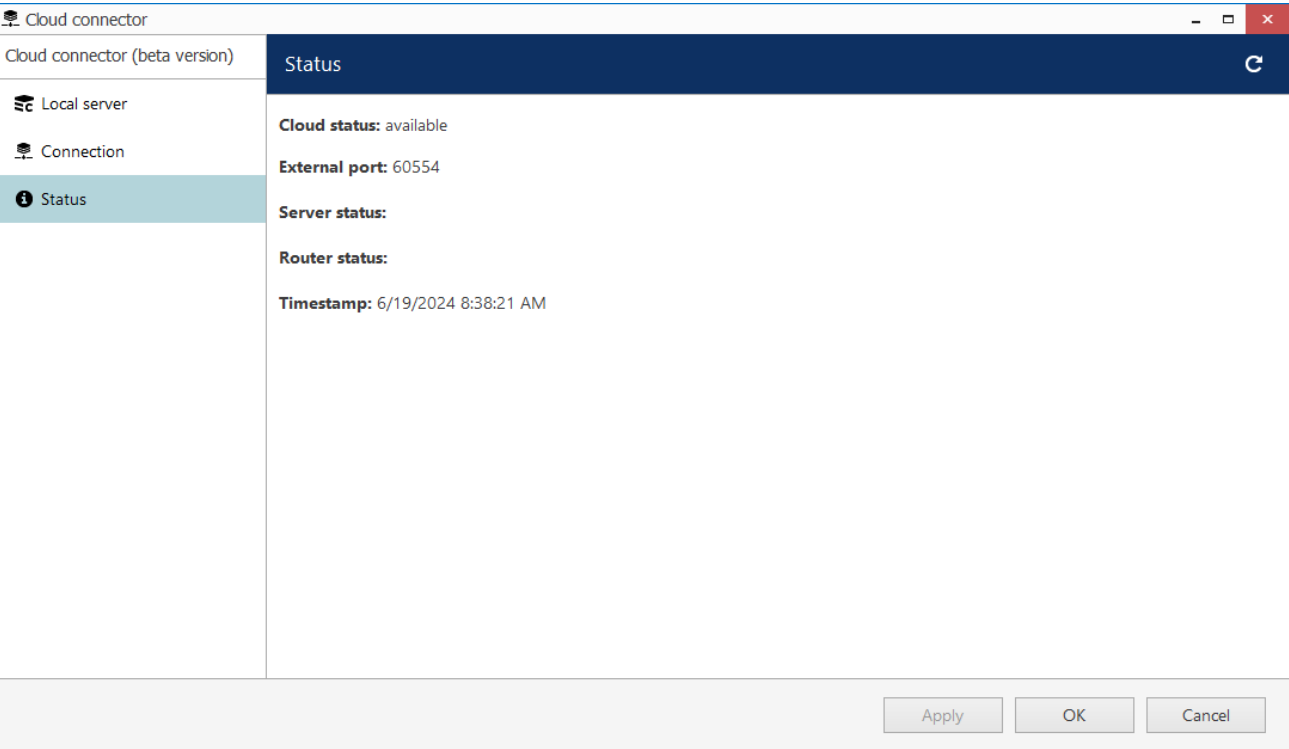 Cloud connector
Cloud connector (beta version)
Status
Local server
Connection
Status
Cloud status: available
External port: 60554
Server status:
Router status:
Timestamp: 6/19/2024 8:38:21 AM
Apply
OK
Cancel